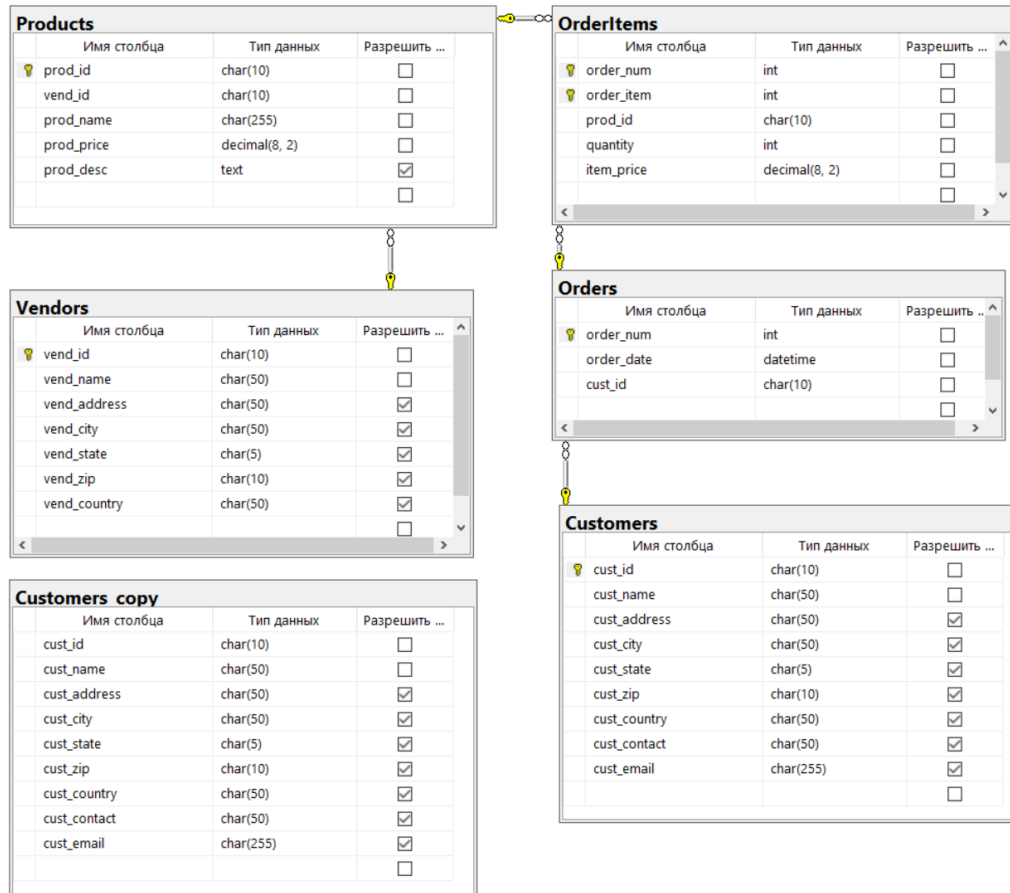 Products
Имя столбца Тип данных Разрешить ...
prod_id char(10)
vend_id char(10)
prod_name char(255)
prod_price decimal(8, 2)
prod_desc text
OrderItems
Имя столбца Тип данных Разрешить ...
order_num int
order_item int
prod_id char(10)
quantity int
item_price decimal(8, 2)
Vendors
Имя столбца Тип данных Разрешить ...
vend_id char(10)
vend_name char(50)
vend_address char(50)
vend_city char(50)
vend_state char(5)
vend_zip char(10)
vend_country char(50)
Orders
Имя столбца Тип данных Разрешить ..
order_num int
order_date datetime
cust_id char(10)
Customers
Имя столбца Тип данных Разрешить ...
cust_id char(10)
cust_name char(50)
cust_address char(50)
cust_city char(50)
cust_state char(5)
cust_zip char(10)
cust_country char(50)
cust_contact char(50)
cust_email char(255)
Customers_copy
Имя столбца Тип данных Разрешить ...
cust_id char(10)
cust_name char(50)
cust_address char(50)
cust_city char(50)
cust_state char(5)
cust_zip char(10)
cust_country char(50)
cust_contact char(50)
cust_email char(255)